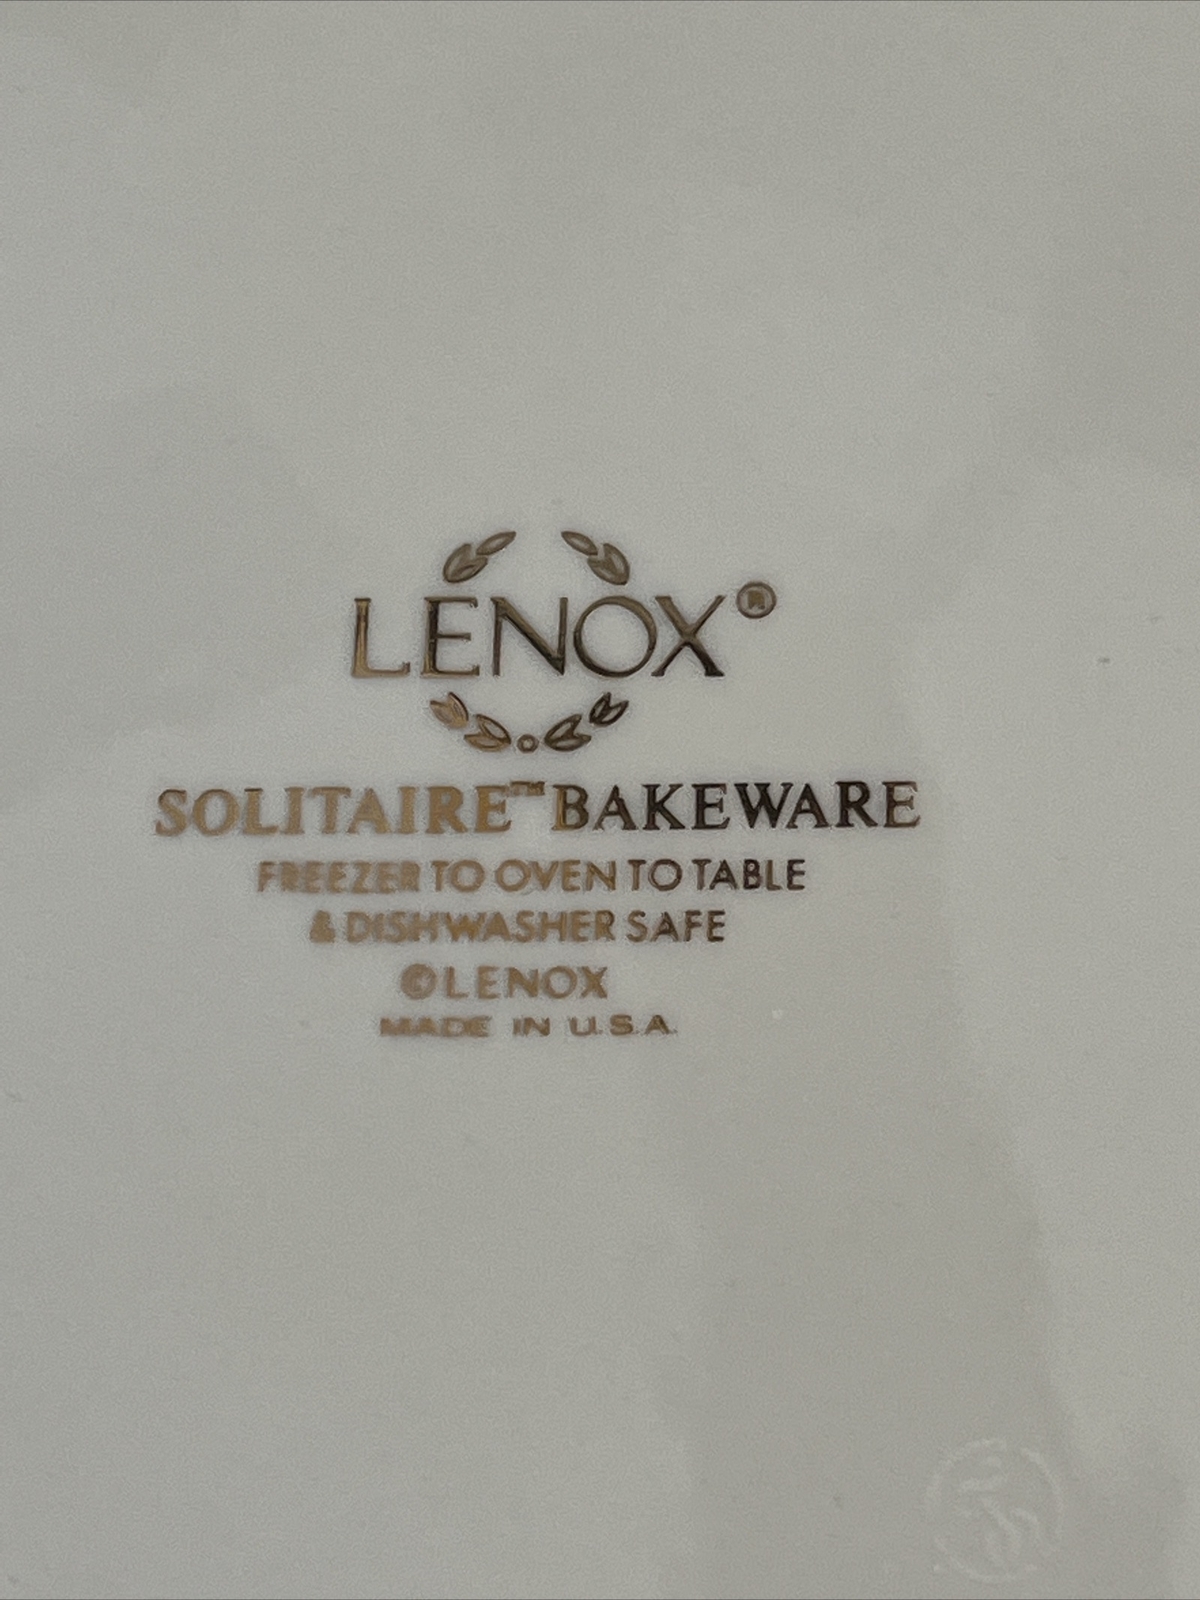 LENOX®
SOLITAIRE™ BAKEWARE
FREEZER TO OVEN TO TABLE
& DISHWASHER SAFE
©LENOX
MADE IN U.S.A.